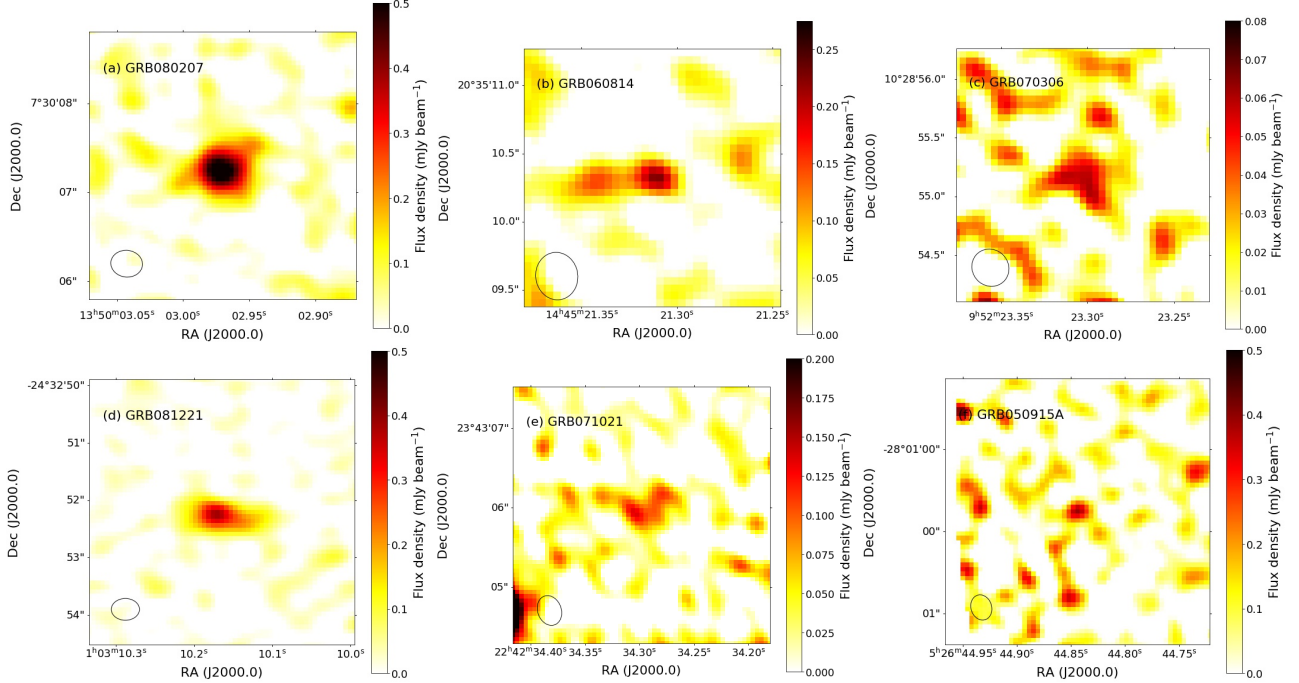 (a) GRB080207
Dec (J2000.0)
7°30'08"
07"
06"
13ʰ50ᵐ03.05ˢ
03.00ˢ
02.95ˢ
02.90ˢ
RA (J2000.0)
0.5
0.4
0.3
0.2
0.1
0.0
Flux density (mJy beam⁻¹)
(b) GRB060814
Dec (J2000.0)
20°35'11.0"
10.5"
10.0"
09.5"
14ʰ45ᵐ21.35ˢ
21.30ˢ
21.25ˢ
RA (J2000.0)
0.25
0.20
0.15
0.10
0.05
0.00
Flux density (mJy beam⁻¹)
(c) GRB070306
Dec (J2000.0)
10°28'56.0"
55.5"
55.0"
54.5"
9ʰ52ᵐ23.35ˢ
23.30ˢ
23.25ˢ
RA (J2000.0)
0.08
0.07
0.06
0.05
0.04
0.03
0.02
0.01
0.00
Flux density (mJy beam⁻¹)
(d) GRB081221
Dec (J2000.0)
-24°32'50"
51"
52"
53"
54"
1ʰ03ᵐ10.3ˢ
10.2ˢ
10.1ˢ
10.0ˢ
RA (J2000.0)
0.5
0.4
0.3
0.2
0.1
0.0
Flux density (mJy beam⁻¹)
(e) GRB071021
Dec (J2000.0)
23°43'07"
06"
05"
22ʰ42ᵐ34.40ˢ
34.35ˢ
34.30ˢ
34.25ˢ
34.20ˢ
RA (J2000.0)
0.200
0.175
0.150
0.125
0.100
0.075
0.050
0.025
0.000
Flux density (mJy beam⁻¹)
(f) GRB050915A
Dec (J2000.0)
-28°01'00"
00"
01"
5ʰ26ᵐ44.95ˢ
44.90ˢ
44.85ˢ
44.80ˢ
44.75ˢ
RA (J2000.0)
0.5
0.4
0.3
0.2
0.1
0.0
Flux density (mJy beam⁻¹)